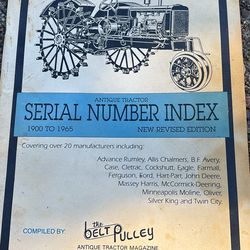 ANTIQUE TRACTOR
SERIAL NUMBER INDEX
1900 TO 1965 NEW REVISED EDITION
Covering over 20 manufacturers including:
Advance Rumley, Allis Chalmers, B.F. Avery,
Case, Cletrac, Cockshutt, Eagle, Farmall,
Ferguson, Ford, Hart-Parr, John Deere,
Massey Harris, McCormick-Deering,
Minneapolis Moline, Oliver,
Silver King and Twin City.
COMPILED BY: the BELT PULLEY
ANTIQUE TRACTOR MAGAZINE